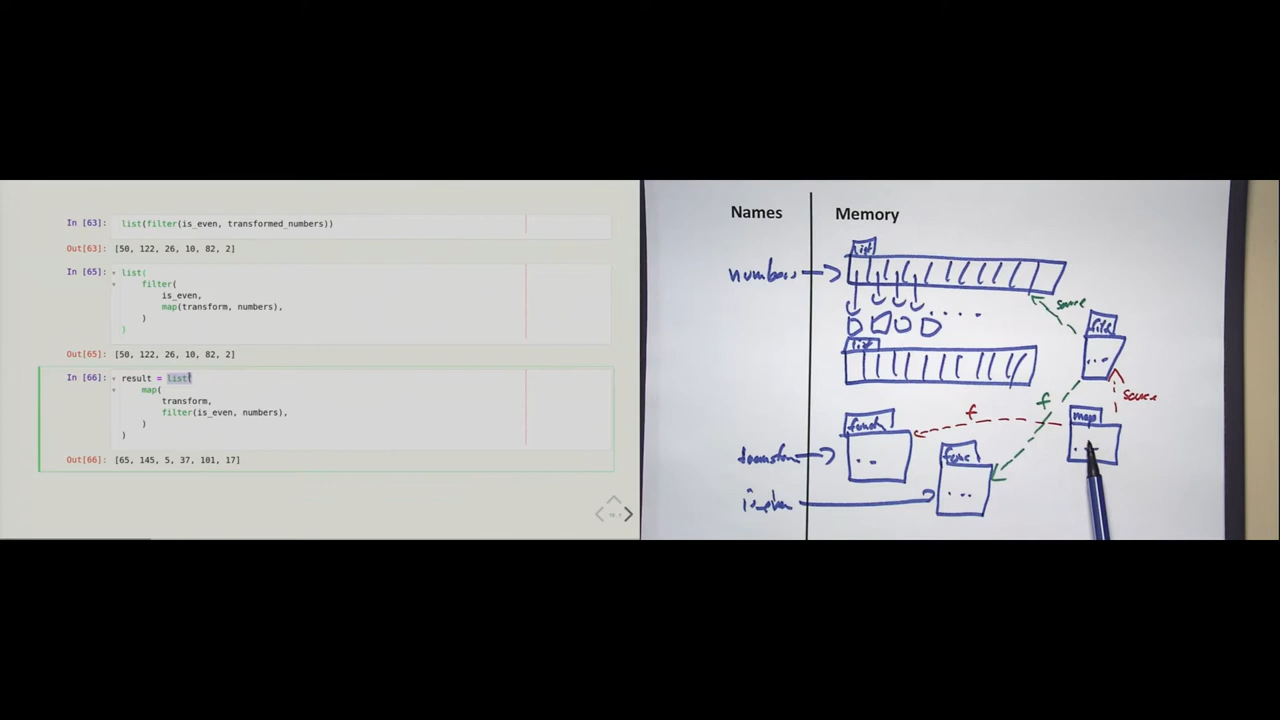 In [63]: list(filter(is_even, transformed_numbers))
Out[63]: [50, 122, 26, 10, 82, 2]
In [65]: list(
filter(
is_even,
map(transform, numbers),
)
)
Out[65]: [50, 122, 26, 10, 82, 2]
In [66]: result = list(
map(
transform,
filter(is_even, numbers),
)
)
Out[66]: [65, 145, 5, 37, 101, 17]
Names
Memory
list
numbers
source
list
map
source
f
f
transform
func
is_even